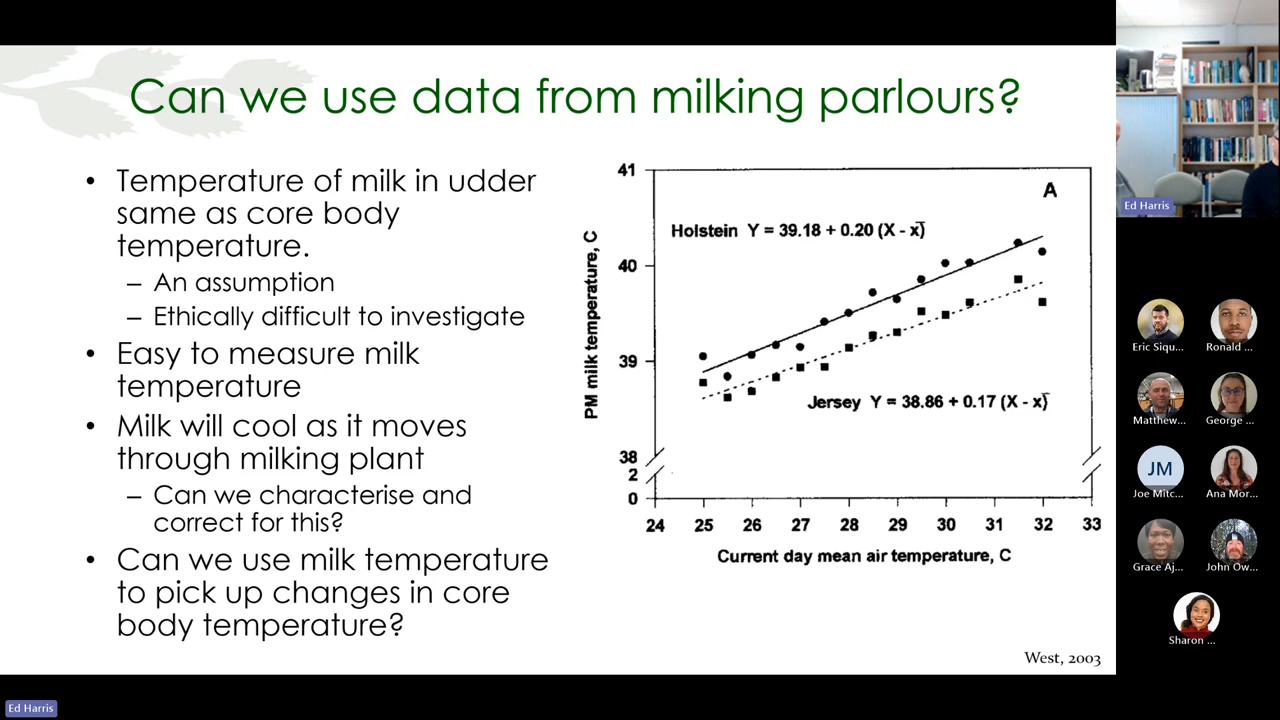 Can we use data from milking parlours?
• Temperature of milk in udder
same as core body
temperature.
– An assumption
– Ethically difficult to investigate
• Easy to measure milk
temperature
• Milk will cool as it moves
through milking plant
– Can we characterise and
correct for this?
• Can we use milk temperature
to pick up changes in core
body temperature?
41
40
39
38
2
0
PM milk temperature, C
A
Holstein Y = 39.18 + 0.20 (X - x̄)
Jersey Y = 38.86 + 0.17 (X - x̄)
24 25 26 27 28 29 30 31 32 33
Current day mean air temperature, C
West, 2003
Ed Harris
Eric Siqu...
Ronald ...
Matthew...
George ...
JM
Joe Mitc...
Ana Mor...
Grace Aj...
John Ow...
Sharon ...
Ed Harris